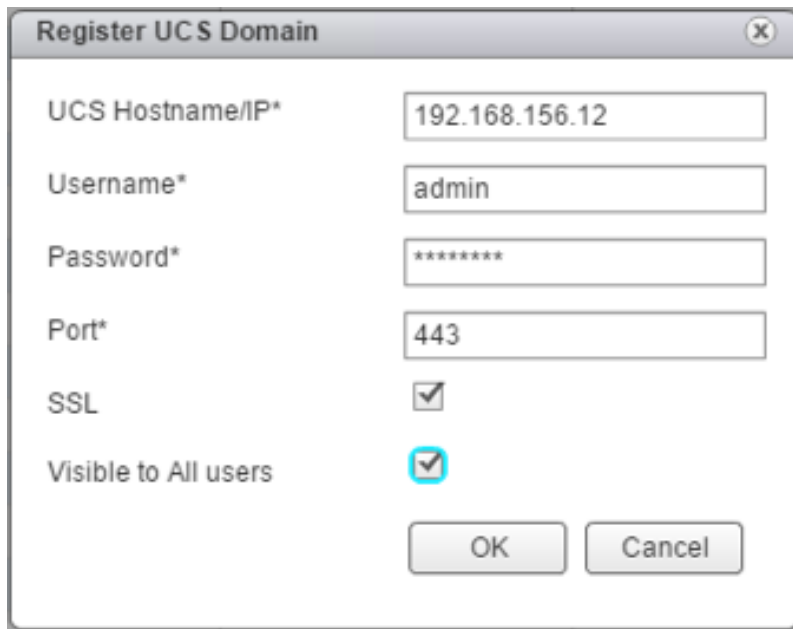 Register UCS Domain
UCS Hostname/IP* 192.168.156.12
Username* admin
Password* ********
Port* 443
SSL
Visible to All users
OK Cancel